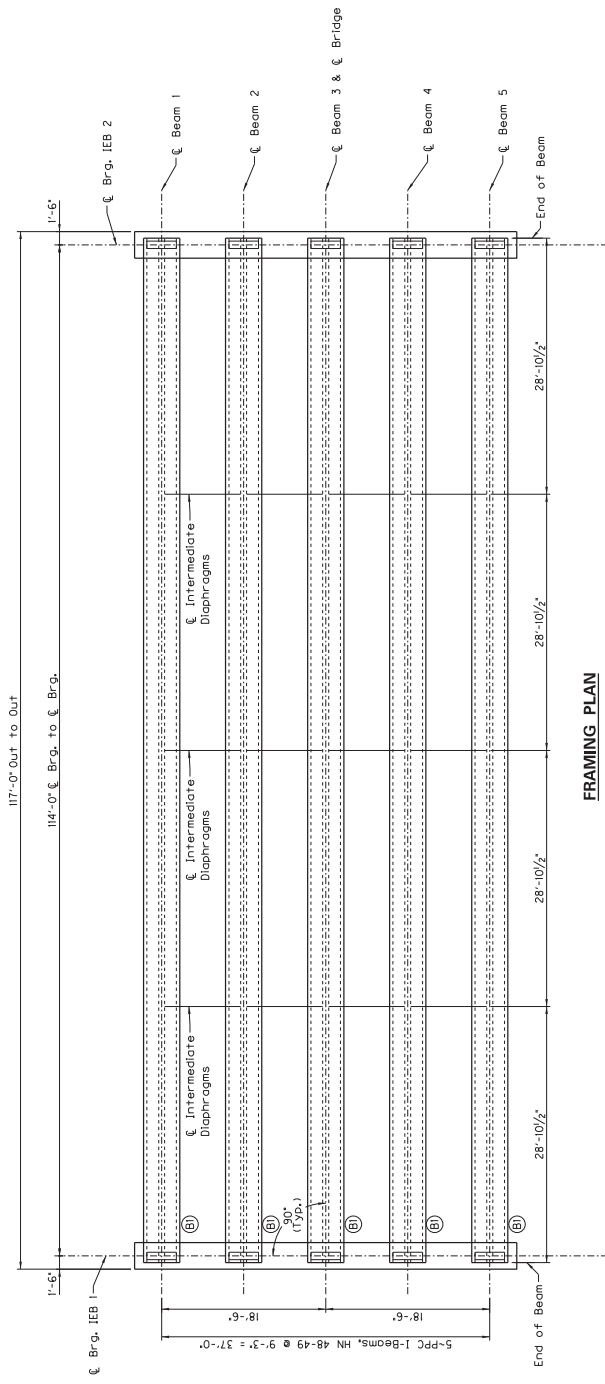 117'-0" Out to Out
1'-6"
114'-0" ℄ Brg. to ℄ Brg.
1'-6"
℄ Brg. IEB 1
℄ Brg. IEB 2
℄ Beam 1
℄ Beam 2
℄ Beam 3 & ℄ Bridge
℄ Beam 4
℄ Beam 5
℄ Intermediate
Diaphragms
℄ Intermediate
Diaphragms
℄ Intermediate
Diaphragms
B1
B1
B1
B1
B1
90°
(Typ.)
18'-6"
18'-6"
5~PPC I-Beams, HN 48-49 @ 9'-3" = 37'-0"
End of Beam
End of Beam
28'-10½"
28'-10½"
28'-10½"
28'-10½"
FRAMING PLAN